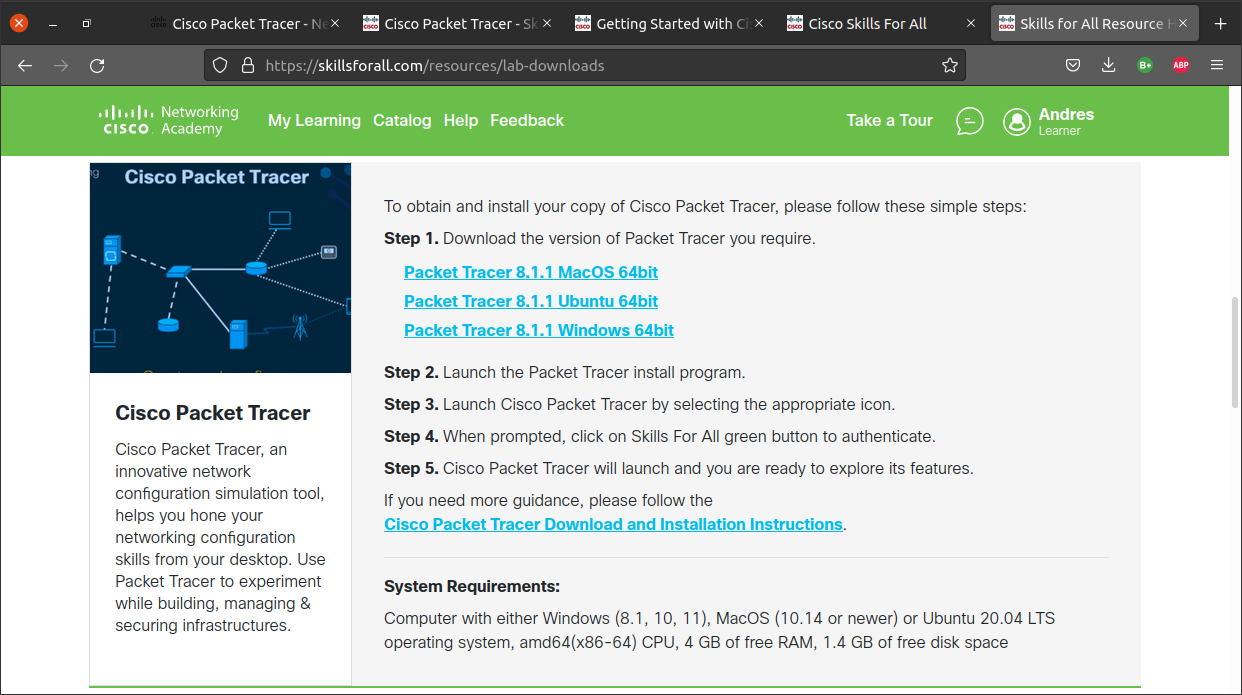 Cisco Packet Tracer - Ne
Cisco Packet Tracer - Sk
Getting Started with Cis
Cisco Skills For All
Skills for All Resource H
https://skillsforall.com/resources/lab-downloads
B+
ABP
CISCO Networking Academy
My Learning Catalog Help Feedback
Take a Tour
Andres
Learner
Cisco Packet Tracer
To obtain and install your copy of Cisco Packet Tracer, please follow these simple steps:
Step 1. Download the version of Packet Tracer you require.
Packet Tracer 8.1.1 MacOS 64bit
Packet Tracer 8.1.1 Ubuntu 64bit
Packet Tracer 8.1.1 Windows 64bit
Step 2. Launch the Packet Tracer install program.
Step 3. Launch Cisco Packet Tracer by selecting the appropriate icon.
Step 4. When prompted, click on Skills For All green button to authenticate.
Step 5. Cisco Packet Tracer will launch and you are ready to explore its features.
If you need more guidance, please follow the
Cisco Packet Tracer Download and Installation Instructions.
System Requirements:
Computer with either Windows (8.1, 10, 11), MacOS (10.14 or newer) or Ubuntu 20.04 LTS
operating system, amd64(x86-64) CPU, 4 GB of free RAM, 1.4 GB of free disk space
Cisco Packet Tracer
Cisco Packet Tracer, an
innovative network
configuration simulation tool,
helps you hone your
networking configuration
skills from your desktop. Use
Packet Tracer to experiment
while building, managing &
securing infrastructures.